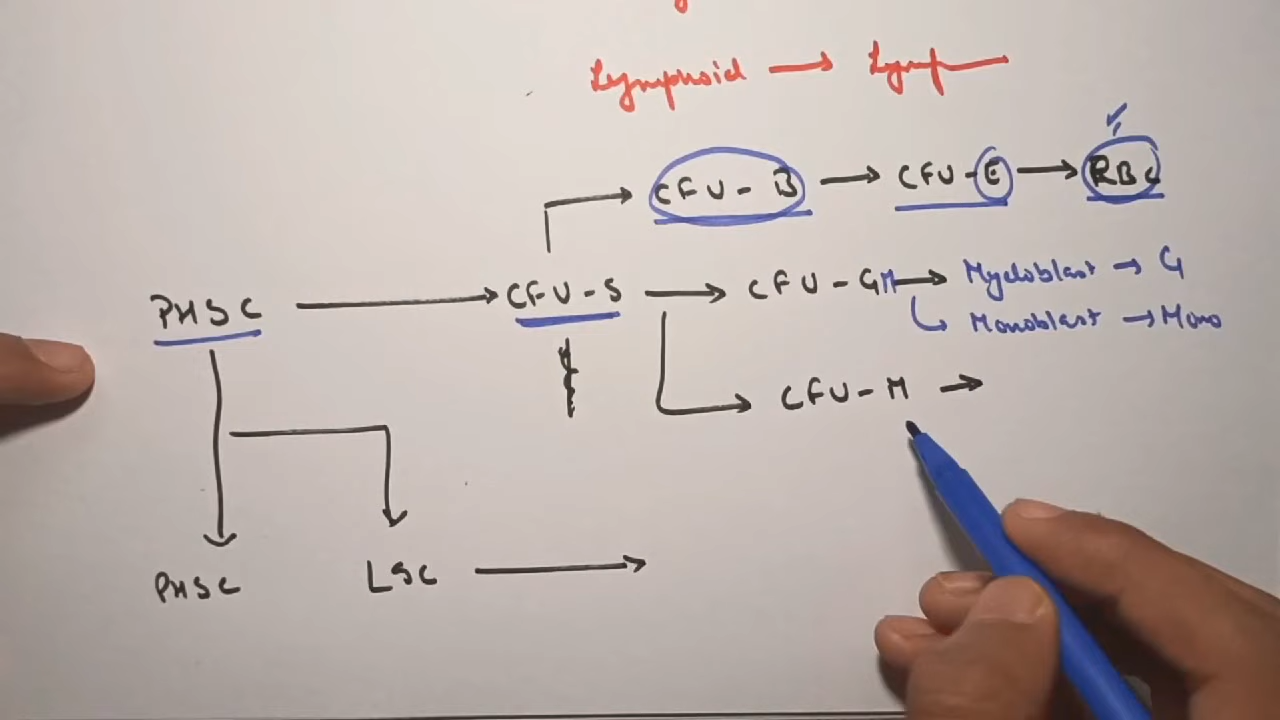 Lymphoid → Lymp
CFU - B → CFU - E → RBC
PHSC → CFU - S → CFU - GM → Myeloblast → G
Monoblast → Mono
CFU - M →
PHSC LSC →